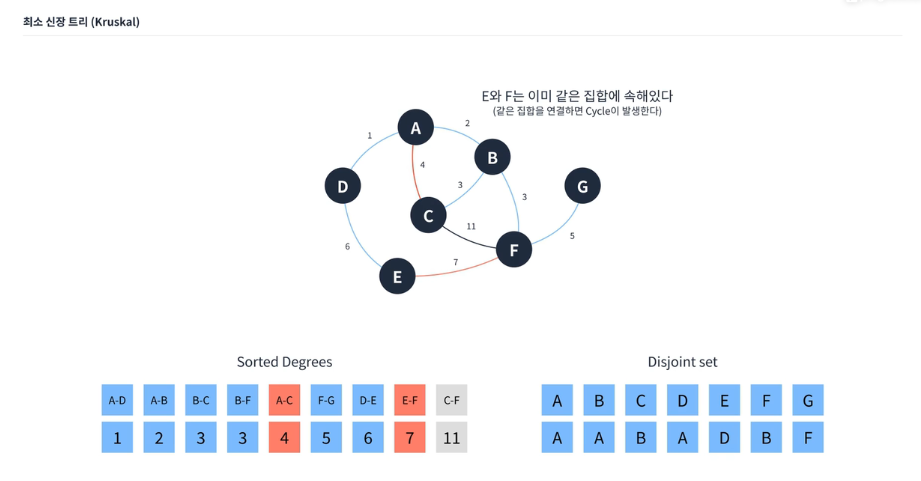 최소 신장 트리 (Kruskal)
E와 F는 이미 같은 집합에 속해있다
(같은 집합을 연결하면 Cycle이 발생한다)
A
2
1
B
4
D
3
G
3
C
11
5
6
F
7
E
Sorted Degrees
A-D A-B B-C B-F A-C F-G D-E E-F C-F
1 2 3 3 4 5 6 7 11
Disjoint set
A B C D E F G
A A B A D B F